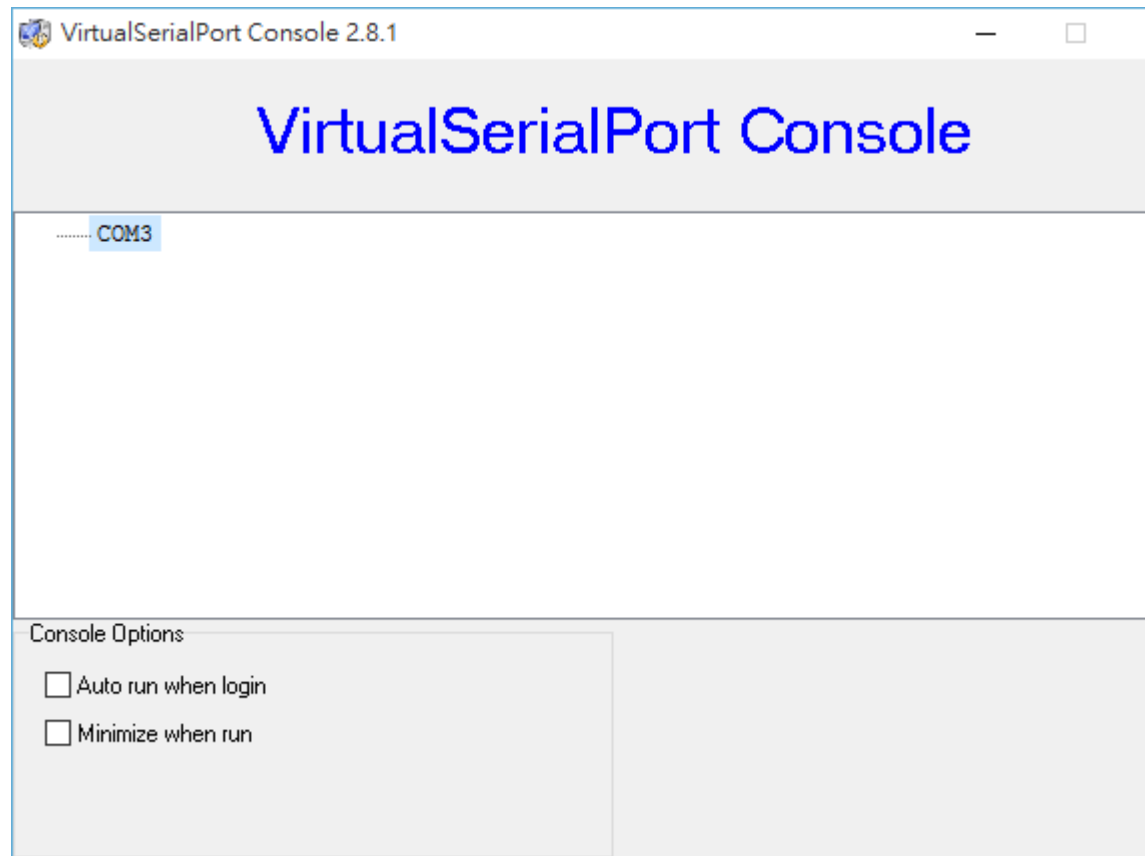 VirtualSerialPort Console 2.8.1
VirtualSerialPort Console
COM3
Console Options
Auto run when login
Minimize when run